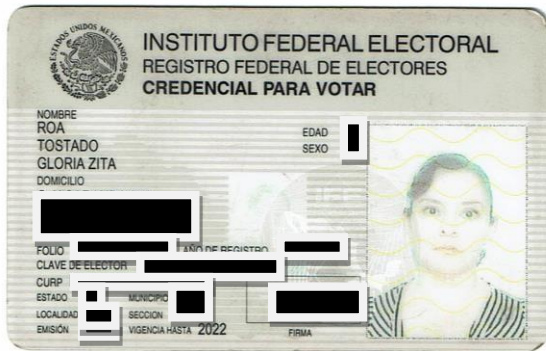 ESTADOS UNIDOS MEXICANOS
INSTITUTO FEDERAL ELECTORAL
REGISTRO FEDERAL DE ELECTORES
CREDENCIAL PARA VOTAR
NOMBRE
ROA
TOSTADO
GLORIA ZITA
EDAD
SEXO
DOMICILIO
FOLIO AÑO DE REGISTRO
CLAVE DE ELECTOR
CURP
ESTADO MUNICIPIO
LOCALIDAD SECCION
EMISIÓN VIGENCIA HASTA 2022
FIRMA